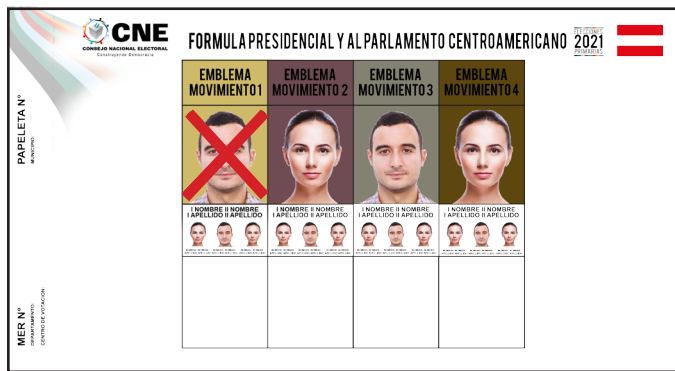 CNE
CONSEJO NACIONAL ELECTORAL
Construyendo Democracia
FORMULA PRESIDENCIAL Y AL PARLAMENTO CENTROAMERICANO
ELECCIONES
2021
PRIMARIAS
PAPELETA N°
MUNICIPIO:
MER N°
DEPARTAMENTO:
CENTRO DE VOTACION:
EMBLEMA
MOVIMIENTO 1
I NOMBRE II NOMBRE
I APELLIDO II APELLIDO
EMBLEMA
MOVIMIENTO 2
I NOMBRE II NOMBRE
I APELLIDO II APELLIDO
EMBLEMA
MOVIMIENTO 3
I NOMBRE II NOMBRE
I APELLIDO II APELLIDO
EMBLEMA
MOVIMIENTO 4
I NOMBRE II NOMBRE
I APELLIDO II APELLIDO